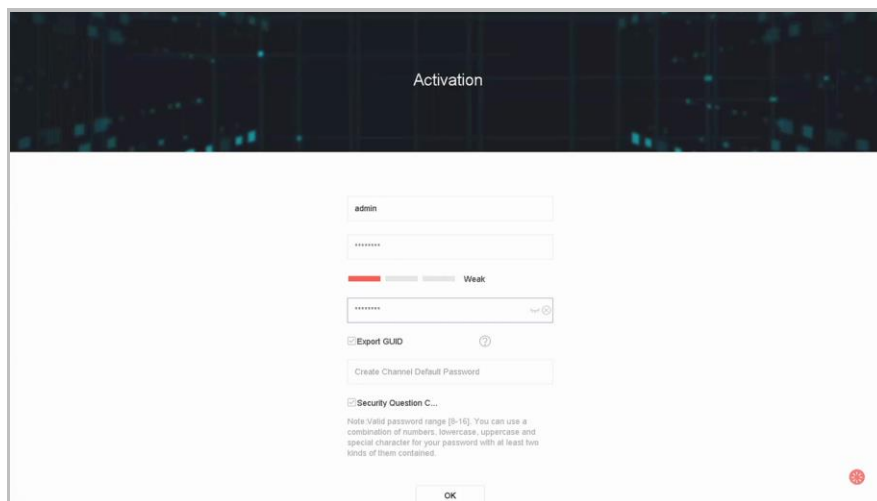 Activation
admin
********
Weak
********
Export GUID
Create Channel Default Password
Security Question C...
Note:Valid password range [8-16]. You can use a
combination of numbers, lowercase, uppercase and
special character for your password with at least two
kinds of them contained.
OK